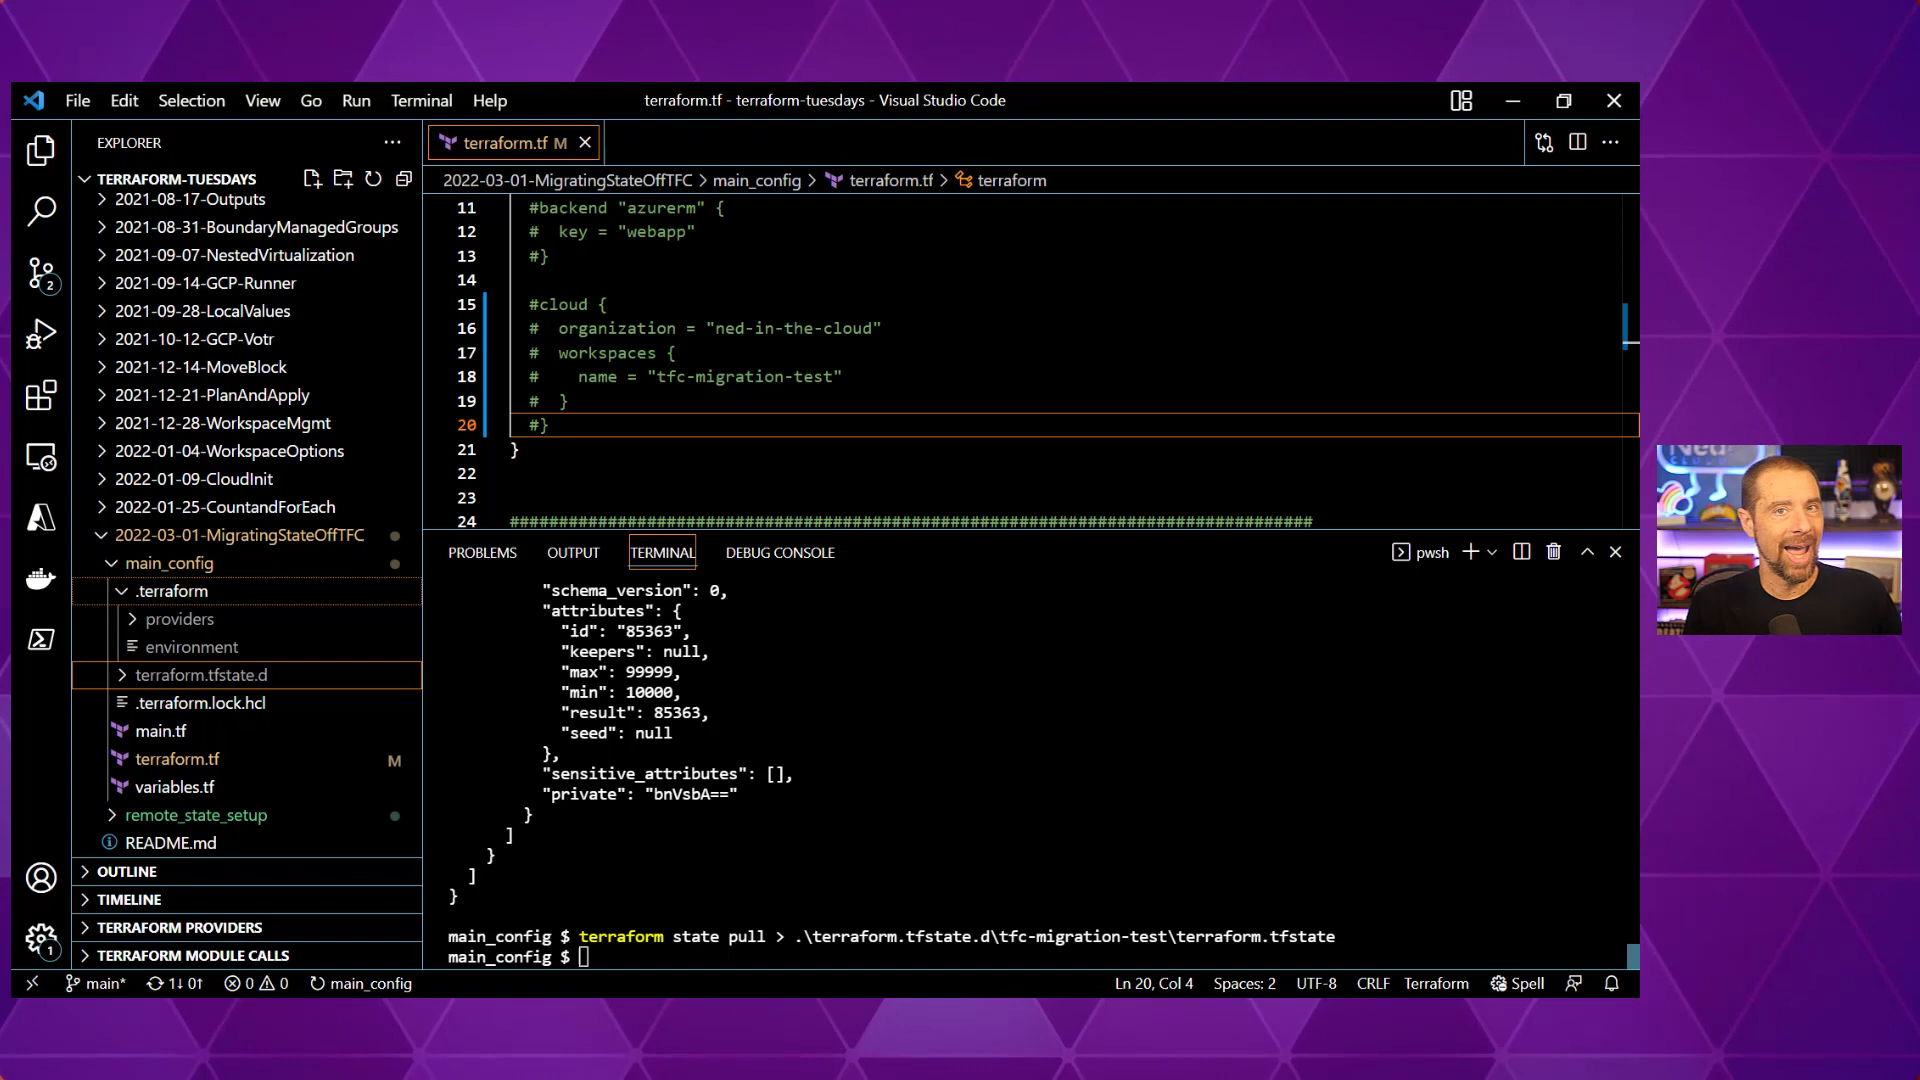 File Edit Selection View Go Run Terminal Help
terraform.tf - terraform-tuesdays - Visual Studio Code
EXPLORER
TERRAFORM-TUESDAYS
2021-08-17-Outputs
2021-08-31-BoundaryManagedGroups
2021-09-07-NestedVirtualization
2021-09-14-GCP-Runner
2021-09-28-LocalValues
2021-10-12-GCP-Votr
2021-12-14-MoveBlock
2021-12-21-PlanAndApply
2021-12-28-WorkspaceMgmt
2022-01-04-WorkspaceOptions
2022-01-09-CloudInit
2022-01-25-CountandForEach
2022-03-01-MigratingStateOffTFC
main_config
.terraform
providers
environment
terraform.tfstate.d
.terraform.lock.hcl
main.tf
terraform.tf M
variables.tf
remote_state_setup
README.md
OUTLINE
TIMELINE
TERRAFORM PROVIDERS
TERRAFORM MODULE CALLS
2
1
terraform.tf M
2022-03-01-MigratingStateOffTFC > main_config > terraform.tf > terraform
11 #backend "azurerm" {
12 #  key = "webapp"
13 #}
14
15 #cloud {
16 #  organization = "ned-in-the-cloud"
17 #  workspaces {
18 #    name = "tfc-migration-test"
19 #  }
20 #}
21 }
22
23
24 ##################################################################################
PROBLEMS OUTPUT TERMINAL DEBUG CONSOLE
pwsh
"schema_version": 0,
"attributes": {
"id": "85363",
"keepers": null,
"max": 99999,
"min": 10000,
"result": 85363,
"seed": null
},
"sensitive_attributes": [],
"private": "bnVsbA=="
}
]
}
]
}
main_config $ terraform state pull > .\terraform.tfstate.d\tfc-migration-test\terraform.tfstate
main_config $
main* 1↓ 0↑ 0 0 main_config
Ln 20, Col 4 Spaces: 2 UTF-8 CRLF Terraform Spell